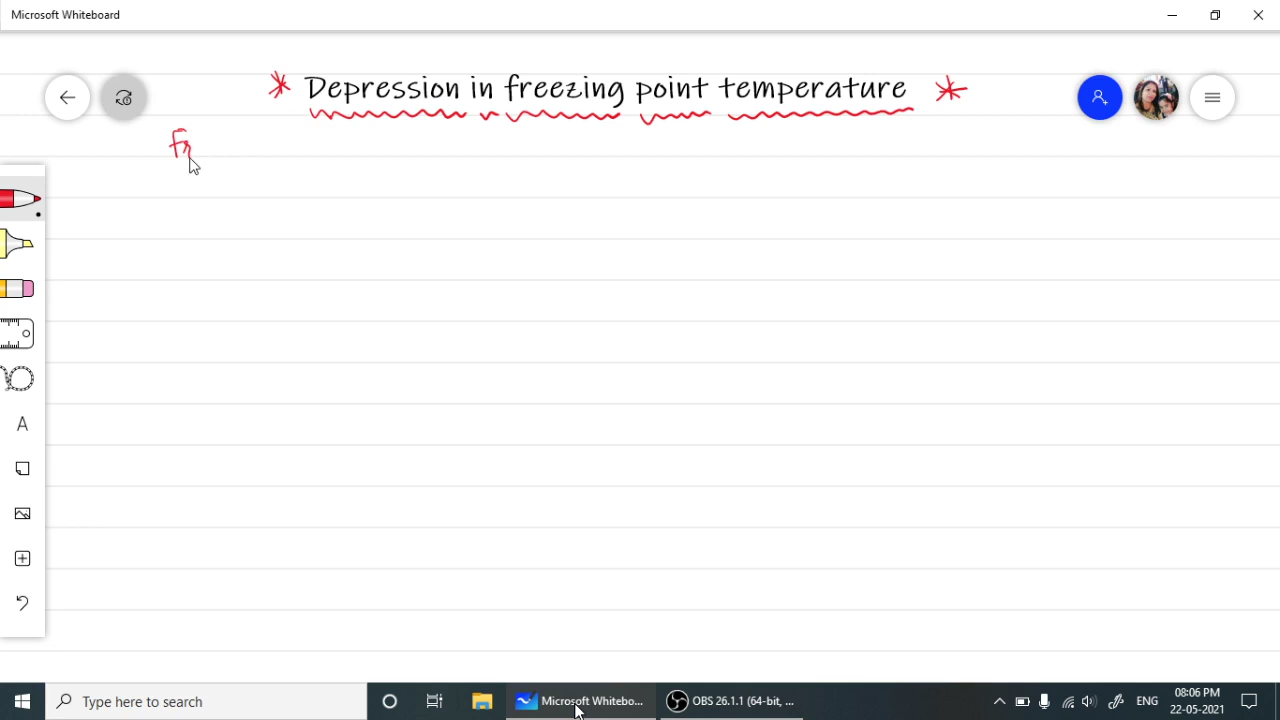 Microsoft Whiteboard
* Depression in freezing point temperature *
Fr
A
Type here to search
Microsoft Whitebo...
OBS 26.1.1 (64-bit, ...
ENG
08:06 PM
22-05-2021